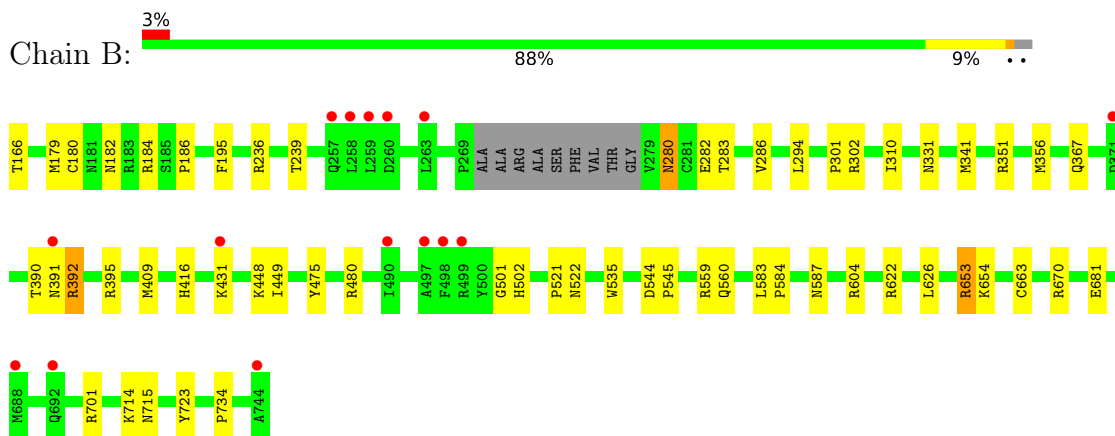 3%
Chain B:
88% 9% • •
T166 M179 C180 N181 N182 R183 R184 S185 P186 F195 R236 T239 Q257 L258 L259 D260 L263 P269 ALA ALA ARG ALA SER PHE VAL THR GLY V279 N280 C281 E282 T283 V286 L294 P301 R302 I310 N331 M341 R351 M356 Q367
T390 N391 R392 R395 M409 H416 K431 K448 I449 Y475 R480 I490 A497 F498 R499 Y500 G501 H502 P521 N522 W535 D544 P545 R559 Q560 L583 P584 N587 R604 R622 L626 R653 K654 C663 R670 E681
M688 Q692 R701 K714 N715 Y723 P734 A744